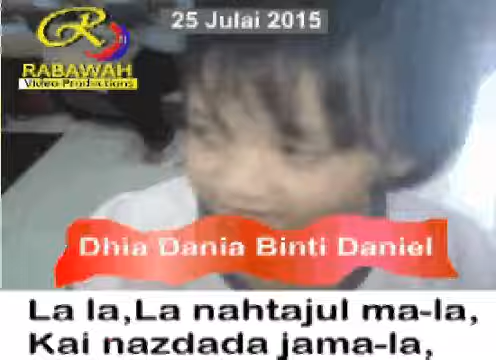 25 Julai 2015
RABAWAH
Video Productions
Dhia Dania Binti Daniel
La la,La nahtajul ma-la,
Kai nazdada jama-la,